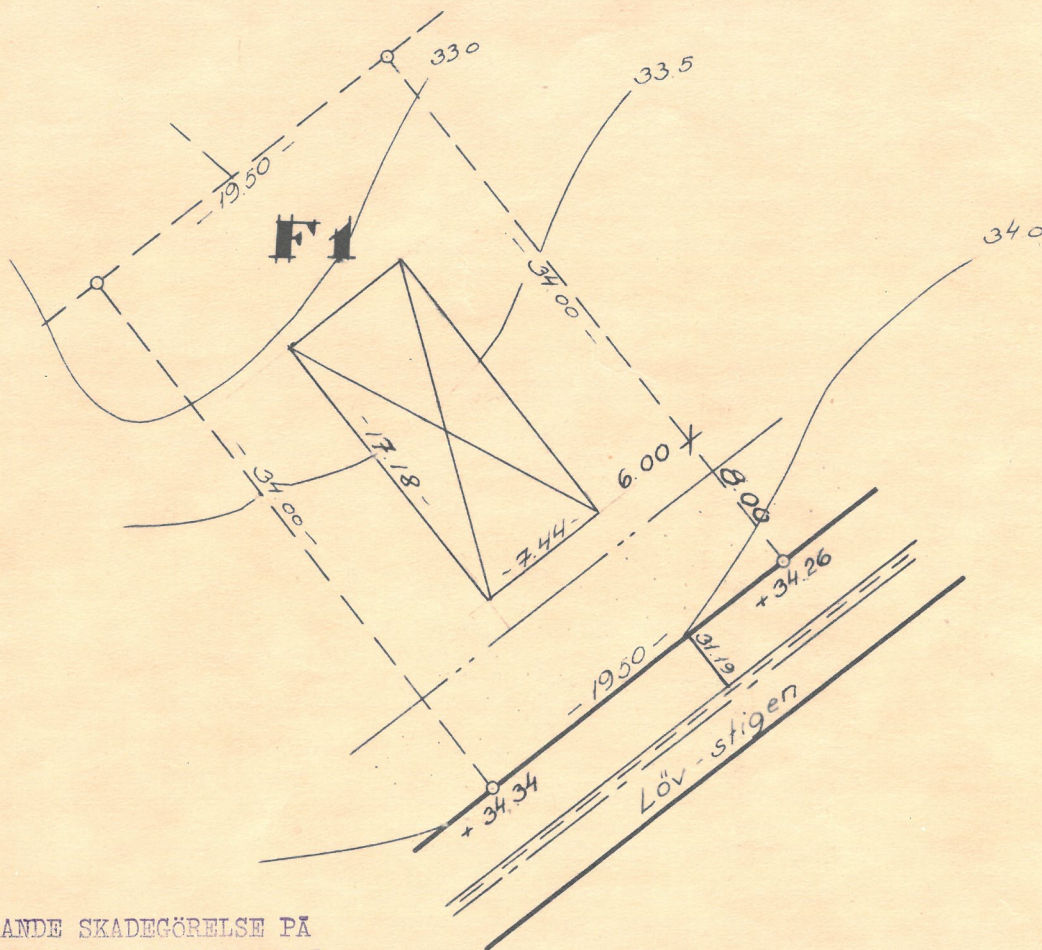 33 0
33.5
- 19.50 -
F1
34 0
- 34.00 -
- 17.18 -
6.00
8.00
- 34.00 -
- 7.44 -
+ 34.26
31.19
- 19 50 -
Löv - stigen
+ 34.34
ANDE SKADEGÖRELSE PÅ